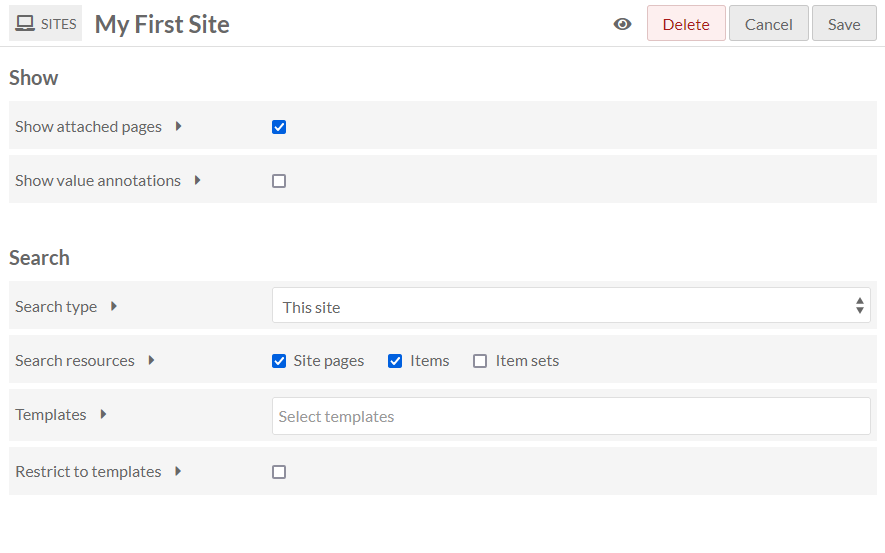 SITES My First Site Delete Cancel Save
Show
Show attached pages
Show value annotations
Search
Search type This site
Search resources Site pages Items Item sets
Templates Select templates
Restrict to templates